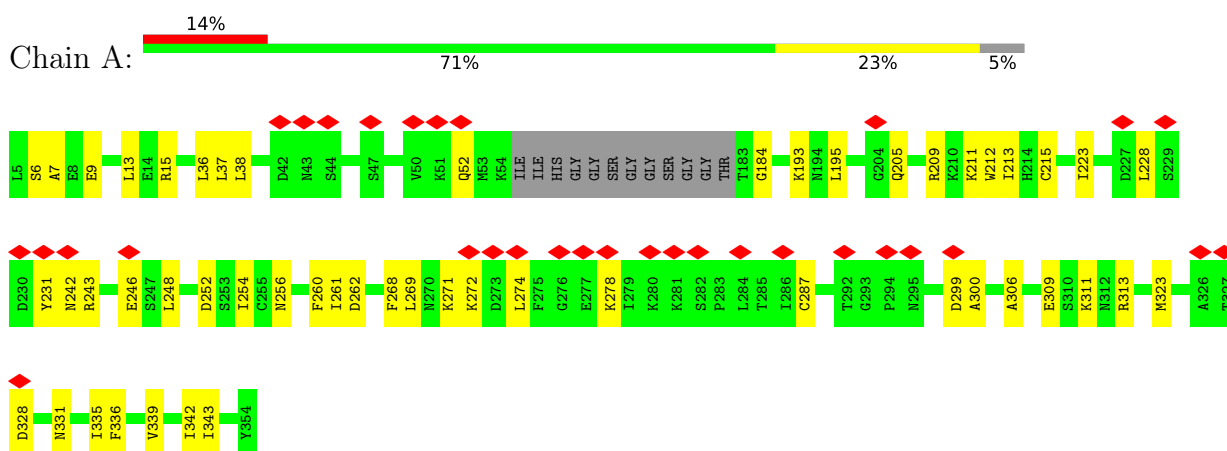 14%
Chain A:
71% 23% 5%
L5 S6 A7 E8 E9 L13 E14 R15 L36 L37 L38 D42 N43 S44 S47 V50 K51 Q52 M53 K54 ILE ILE HIS GLY GLY SER GLY GLY SER GLY GLY THR T183 G184 K193 N194 L195 G204 Q205 R209 K210 K211 W212 I213 H214 C215 I223 D227 L228 S229
D230 Y231 N242 R243 E246 S247 L248 D252 S253 I254 C255 N256 F260 I261 D262 F268 L269 N270 K271 K272 D273 L274 F275 G276 E277 K278 I279 K280 K281 S282 P283 L284 T285 I286 C287 T292 G293 P294 N295 D299 A300 A306 E309 S310 K311 N312 R313 M323 A326
D328 N331 I335 F336 V339 I342 I343 Y354